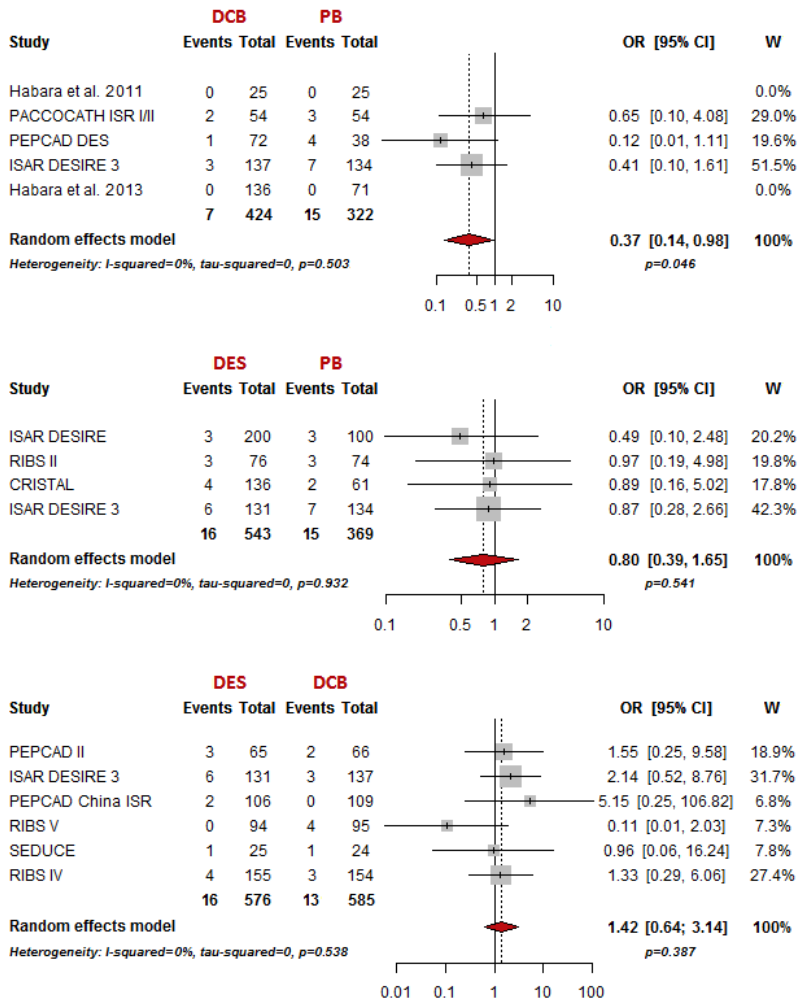 DCB PB
Study Events Total Events Total OR [95% CI] W
Habara et al. 2011 0 25 0 25 0.0%
PACCOCATH ISR I/II 2 54 3 54 0.65 [0.10, 4.08] 29.0%
PEPCAD DES 1 72 4 38 0.12 [0.01, 1.11] 19.6%
ISAR DESIRE 3 3 137 7 134 0.41 [0.10, 1.61] 51.5%
Habara et al. 2013 0 136 0 71 0.0%
7 424 15 322
Random effects model 0.37 [0.14, 0.98] 100%
Heterogeneity: I-squared=0%, tau-squared=0, p=0.503 p=0.046
0.1 0.5 1 2 10
DES PB
Study Events Total Events Total OR [95% CI] W
ISAR DESIRE 3 200 3 100 0.49 [0.10, 2.48] 20.2%
RIBS II 3 76 3 74 0.97 [0.19, 4.98] 19.8%
CRISTAL 4 136 2 61 0.89 [0.16, 5.02] 17.8%
ISAR DESIRE 3 6 131 7 134 0.87 [0.28, 2.66] 42.3%
16 543 15 369
Random effects model 0.80 [0.39, 1.65] 100%
Heterogeneity: I-squared=0%, tau-squared=0, p=0.932 p=0.541
0.1 0.5 1 2 10
DES DCB
Study Events Total Events Total OR [95% CI] W
PEPCAD II 3 65 2 66 1.55 [0.25, 9.58] 18.9%
ISAR DESIRE 3 6 131 3 137 2.14 [0.52, 8.76] 31.7%
PEPCAD China ISR 2 106 0 109 5.15 [0.25, 106.82] 6.8%
RIBS V 0 94 4 95 0.11 [0.01, 2.03] 7.3%
SEDUCE 1 25 1 24 0.96 [0.06, 16.24] 7.8%
RIBS IV 4 155 3 154 1.33 [0.29, 6.06] 27.4%
16 576 13 585
Random effects model 1.42 [0.64; 3.14] 100%
Heterogeneity: I-squared=0%, tau-squared=0, p=0.538 p=0.387
0.01 0.1 1 10 100